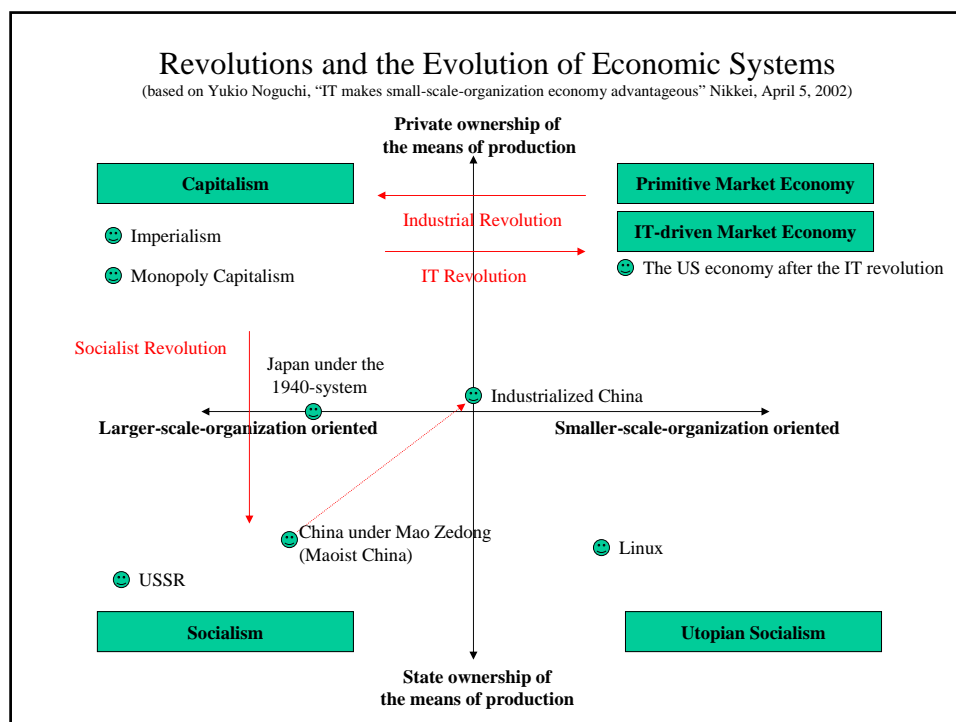 Revolutions and the Evolution of Economic Systems
(based on Yukio Noguchi, “IT makes small-scale-organization economy advantageous” Nikkei, April 5, 2002)
Private ownership of
the means of production
Capitalism
Primitive Market Economy
Industrial Revolution
IT-driven Market Economy
Imperialism
Monopoly Capitalism
IT Revolution
The US economy after the IT revolution
Socialist Revolution
Japan under the
1940-system
Industrialized China
Larger-scale-organization oriented
Smaller-scale-organization oriented
China under Mao Zedong
(Maoist China)
Linux
USSR
Socialism
Utopian Socialism
State ownership of
the means of production